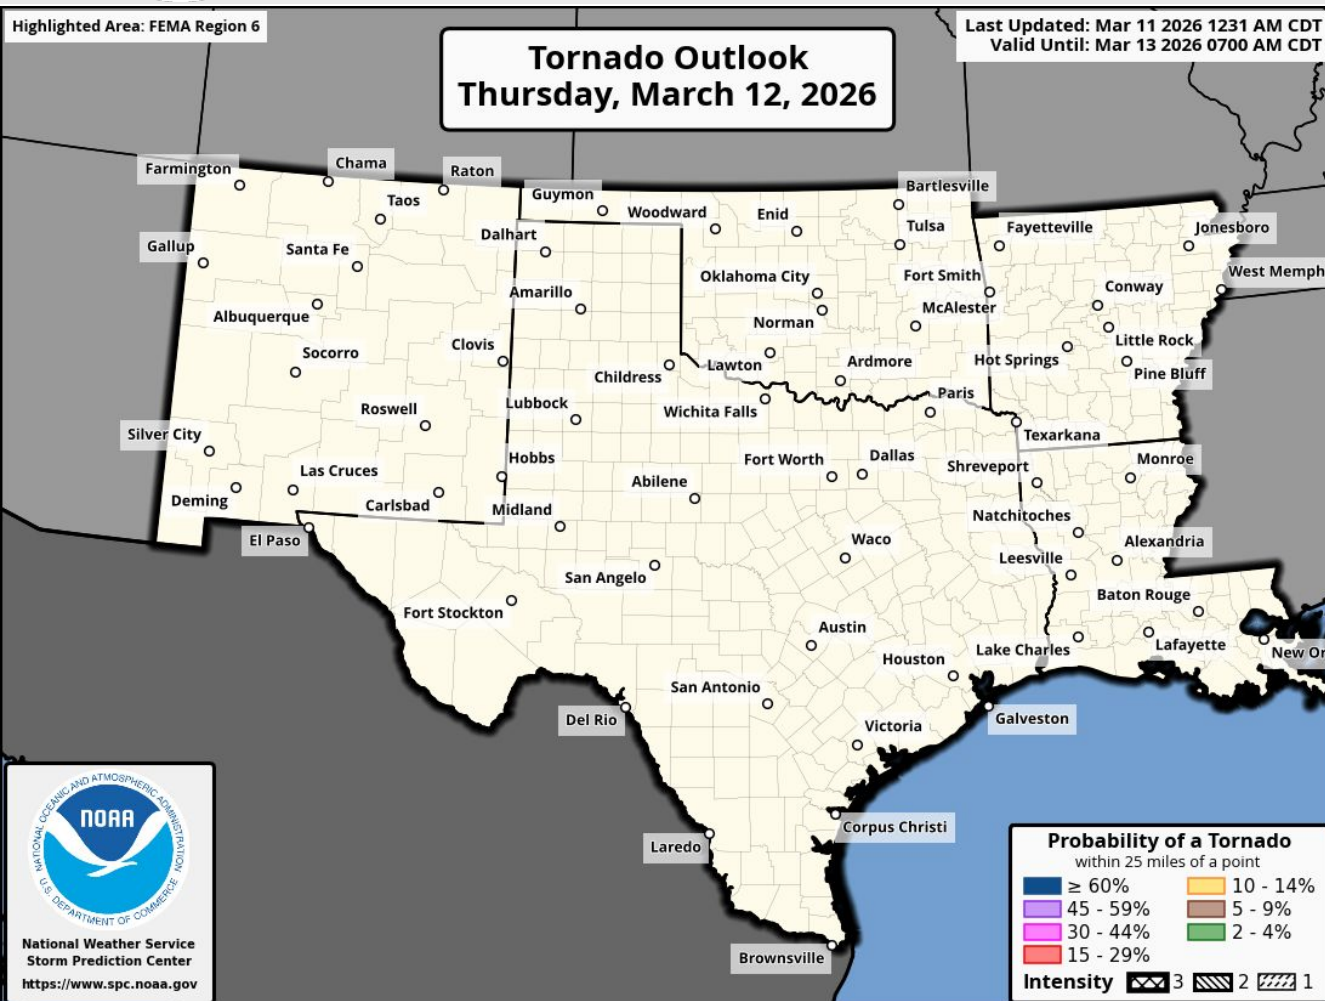 Highlighted Area: FEMA Region 6
Last Updated: Mar 11 2026 1231 AM CDT
Valid Until: Mar 13 2026 0700 AM CDT
Tornado Outlook
Thursday, March 12, 2026
Farmington
Chama
Raton
Taos
Guymon
Woodward
Enid
Bartlesville
Gallup
Santa Fe
Dalhart
Tulsa
Fayetteville
Jonesboro
Oklahoma City
Fort Smith
West Memph
Albuquerque
Amarillo
Norman
McAlester
Conway
Socorro
Clovis
Childress
Lawton
Ardmore
Hot Springs
Little Rock
Pine Bluff
Roswell
Lubbock
Wichita Falls
Paris
Silver City
Texarkana
Las Cruces
Hobbs
Abilene
Fort Worth
Dallas
Shreveport
Monroe
Deming
Carlsbad
Midland
Natchitoches
El Paso
Waco
Leesville
Alexandria
San Angelo
Fort Stockton
Baton Rouge
Austin
Houston
Lake Charles
Lafayette
New Or
San Antonio
Del Rio
Victoria
Galveston
Laredo
Corpus Christi
Brownsville
NATIONAL OCEANIC AND ATMOSPHERIC ADMINISTRATION
NOAA
U.S. DEPARTMENT OF COMMERCE
National Weather Service
Storm Prediction Center
https://www.spc.noaa.gov
Probability of a Tornado
within 25 miles of a point
≥ 60% 10 - 14%
45 - 59% 5 - 9%
30 - 44% 2 - 4%
15 - 29%
Intensity 3 2 1